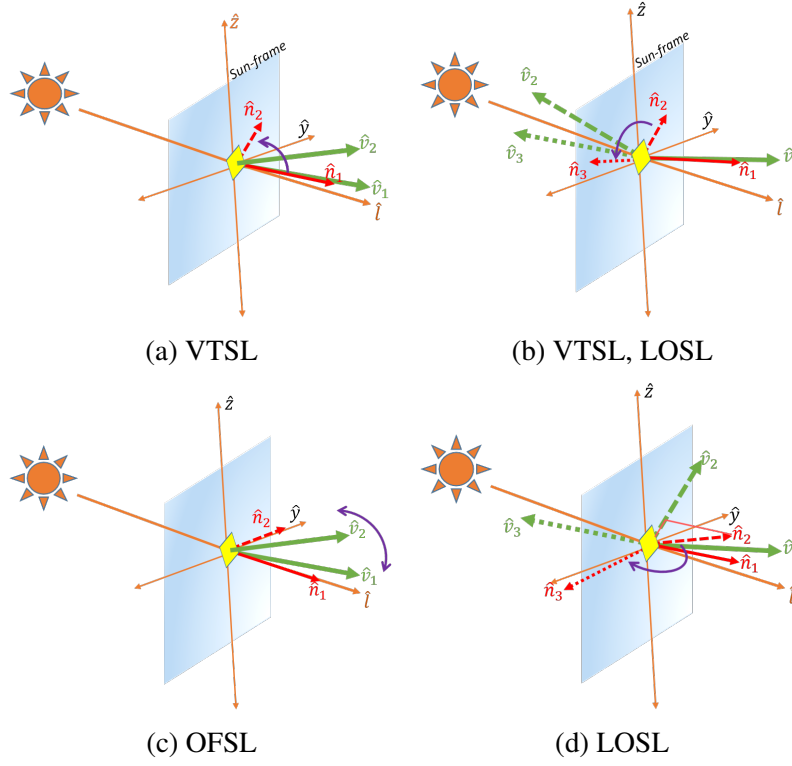 ẑ
Sun-frame
n̂₂
ŷ
v̂₂
v̂₁
n̂₁
l̂
(a) VTSL
ẑ
Sun-frame
v̂₂
n̂₂
ŷ
v̂₃
v̂
n̂₃
n̂₁
l̂
(b) VTSL, LOSL
ẑ
n̂₂
ŷ
v̂₂
v̂₁
n̂₁
l̂
(c) OFSL
ẑ
v̂₂
v̂₃
ŷ
n̂₂
v̂
n̂₁
n̂₃
l̂
(d) LOSL